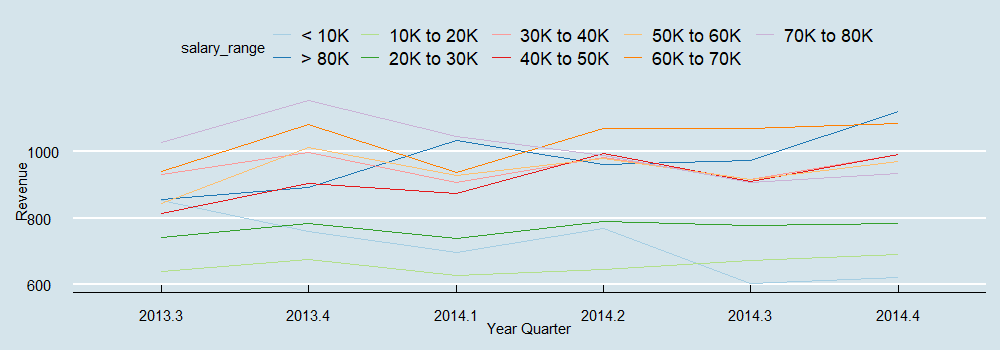 salary_range
< 10K 10K to 20K 30K to 40K 50K to 60K 70K to 80K
> 80K 20K to 30K 40K to 50K 60K to 70K
Revenue
1000
800
600
2013.3 2013.4 2014.1 2014.2 2014.3 2014.4
Year Quarter